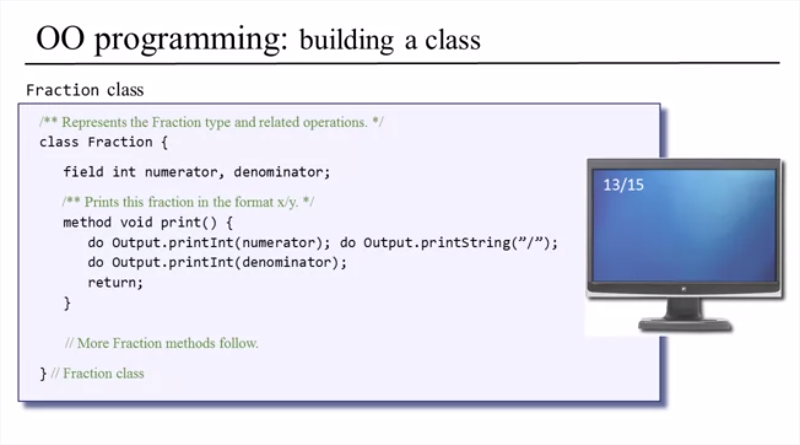 OO programming: building a class
Fraction class
/** Represents the Fraction type and related operations. */
class Fraction {
field int numerator, denominator;
/** Prints this fraction in the format x/y. */
method void print() {
do Output.printInt(numerator); do Output.printString(”/”);
do Output.printInt(denominator);
return;
}
// More Fraction methods follow.
} // Fraction class
13/15